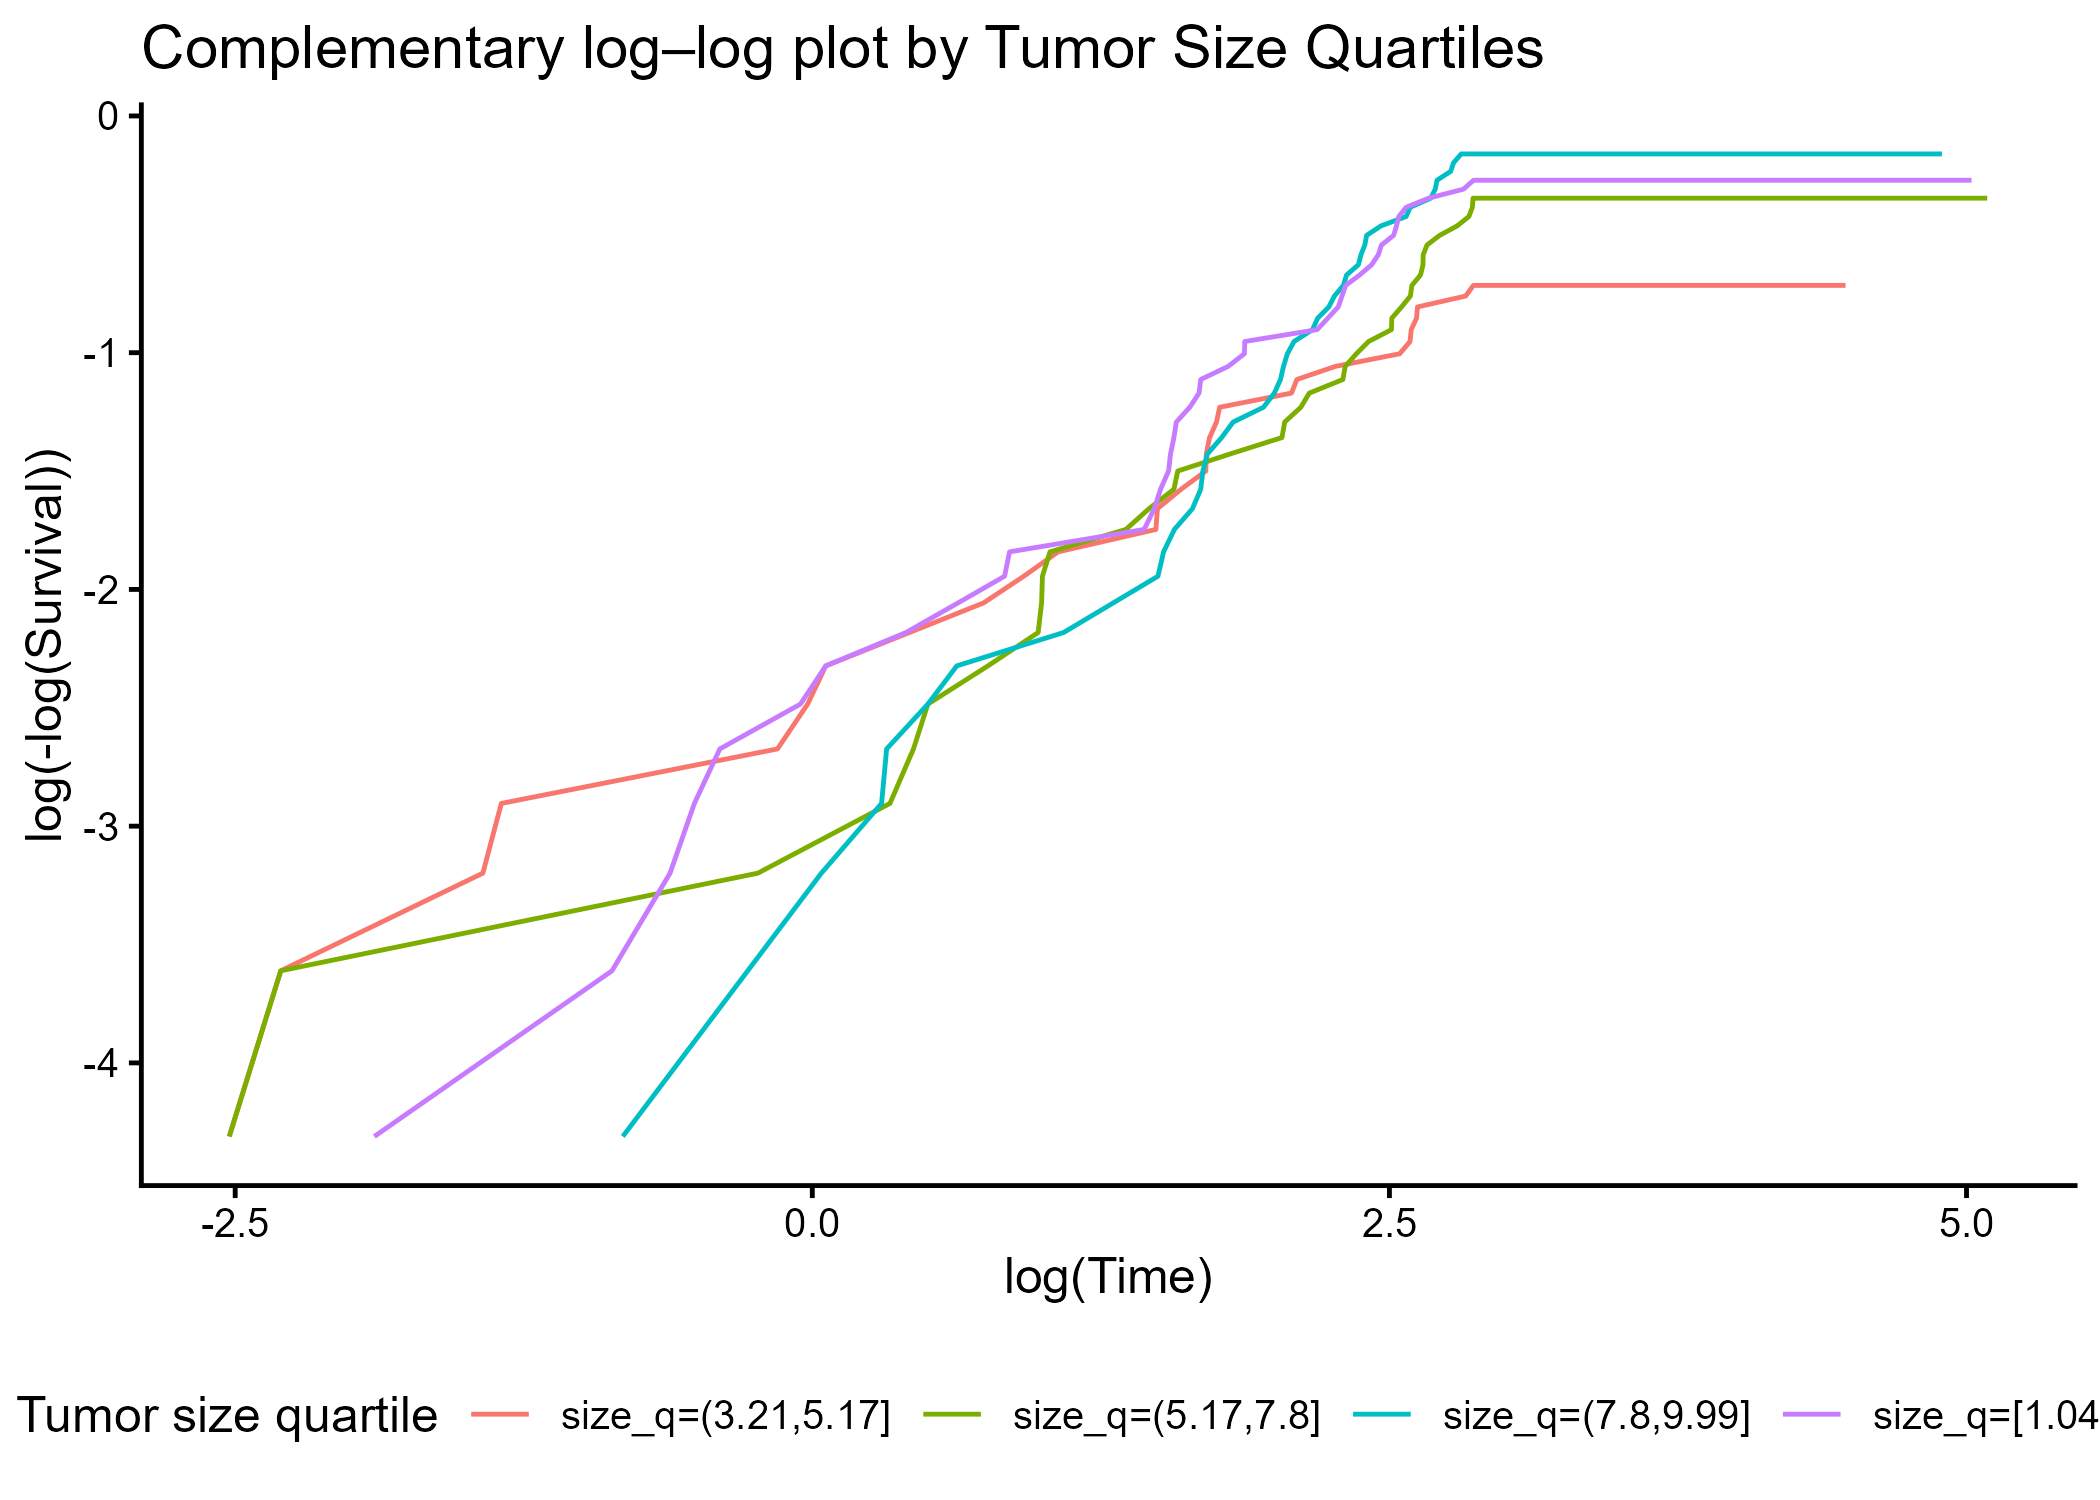 Complementary log–log plot by Tumor Size Quartiles
log(-log(Survival))
0
-1
-2
-3
-4
-2.5 0.0 2.5 5.0
log(Time)
Tumor size quartile size_q=(3.21,5.17] size_q=(5.17,7.8] size_q=(7.8,9.99] size_q=[1.04